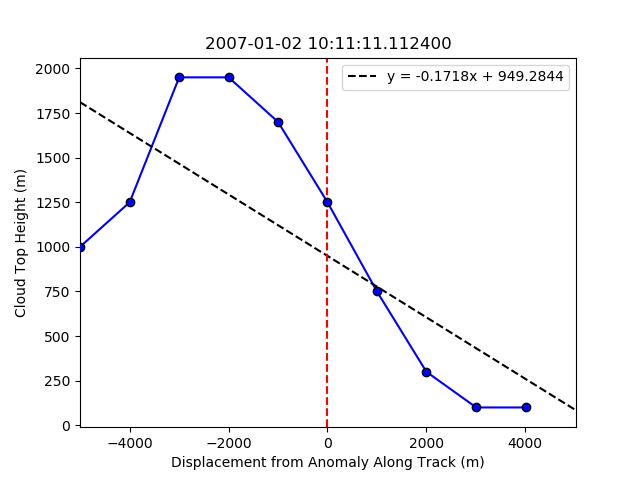 2007-01-02 10:11:11.112400
y = -0.1718x + 949.2844
Cloud Top Height (m)
2000
1750
1500
1250
1000
750
500
250
0
−4000 −2000 0 2000 4000
Displacement from Anomaly Along Track (m)